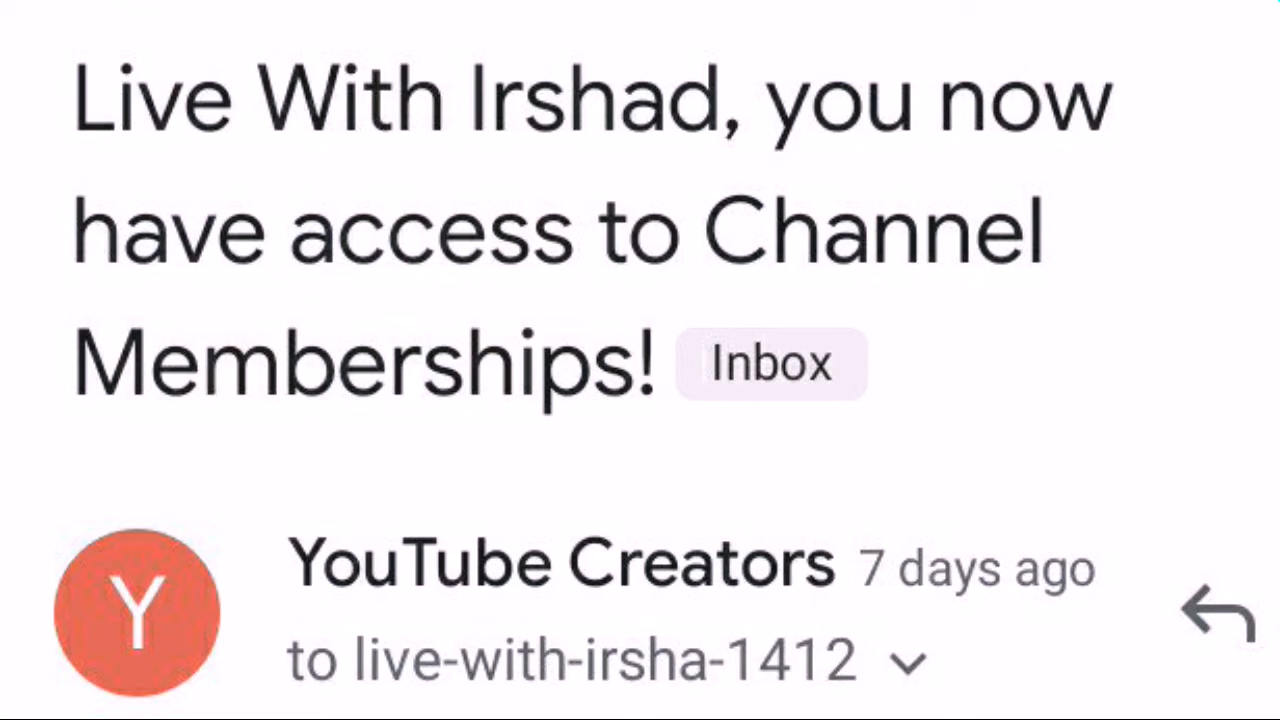 Live With Irshad, you now
have access to Channel
Memberships! Inbox
Y
YouTube Creators 7 days ago
to live-with-irsha-1412